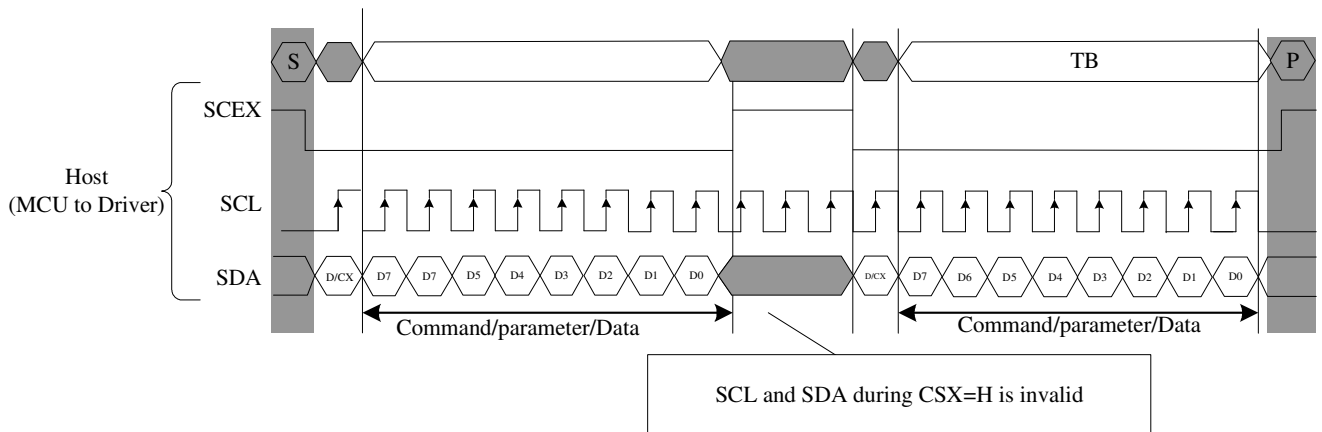 S
TB
P
SCEX
Host
(MCU to Driver)
SCL
SDA
D/CX D7 D7 D5 D4 D3 D2 D1 D0 D/CX D7 D6 D5 D4 D3 D2 D1 D0
Command/parameter/Data
Command/parameter/Data
SCL and SDA during CSX=H is invalid